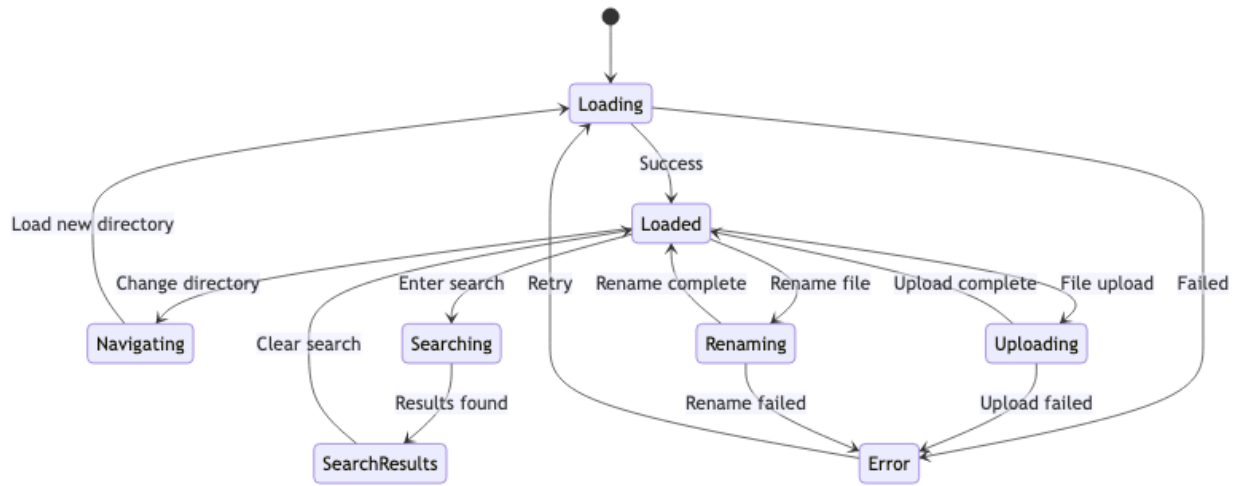 Loading
Success
Load new directory
Loaded
Change directory
Enter search
Retry
Rename complete
Rename file
Upload complete
File upload
Failed
Navigating
Clear search
Searching
Renaming
Uploading
Results found
Rename failed
Upload failed
SearchResults
Error